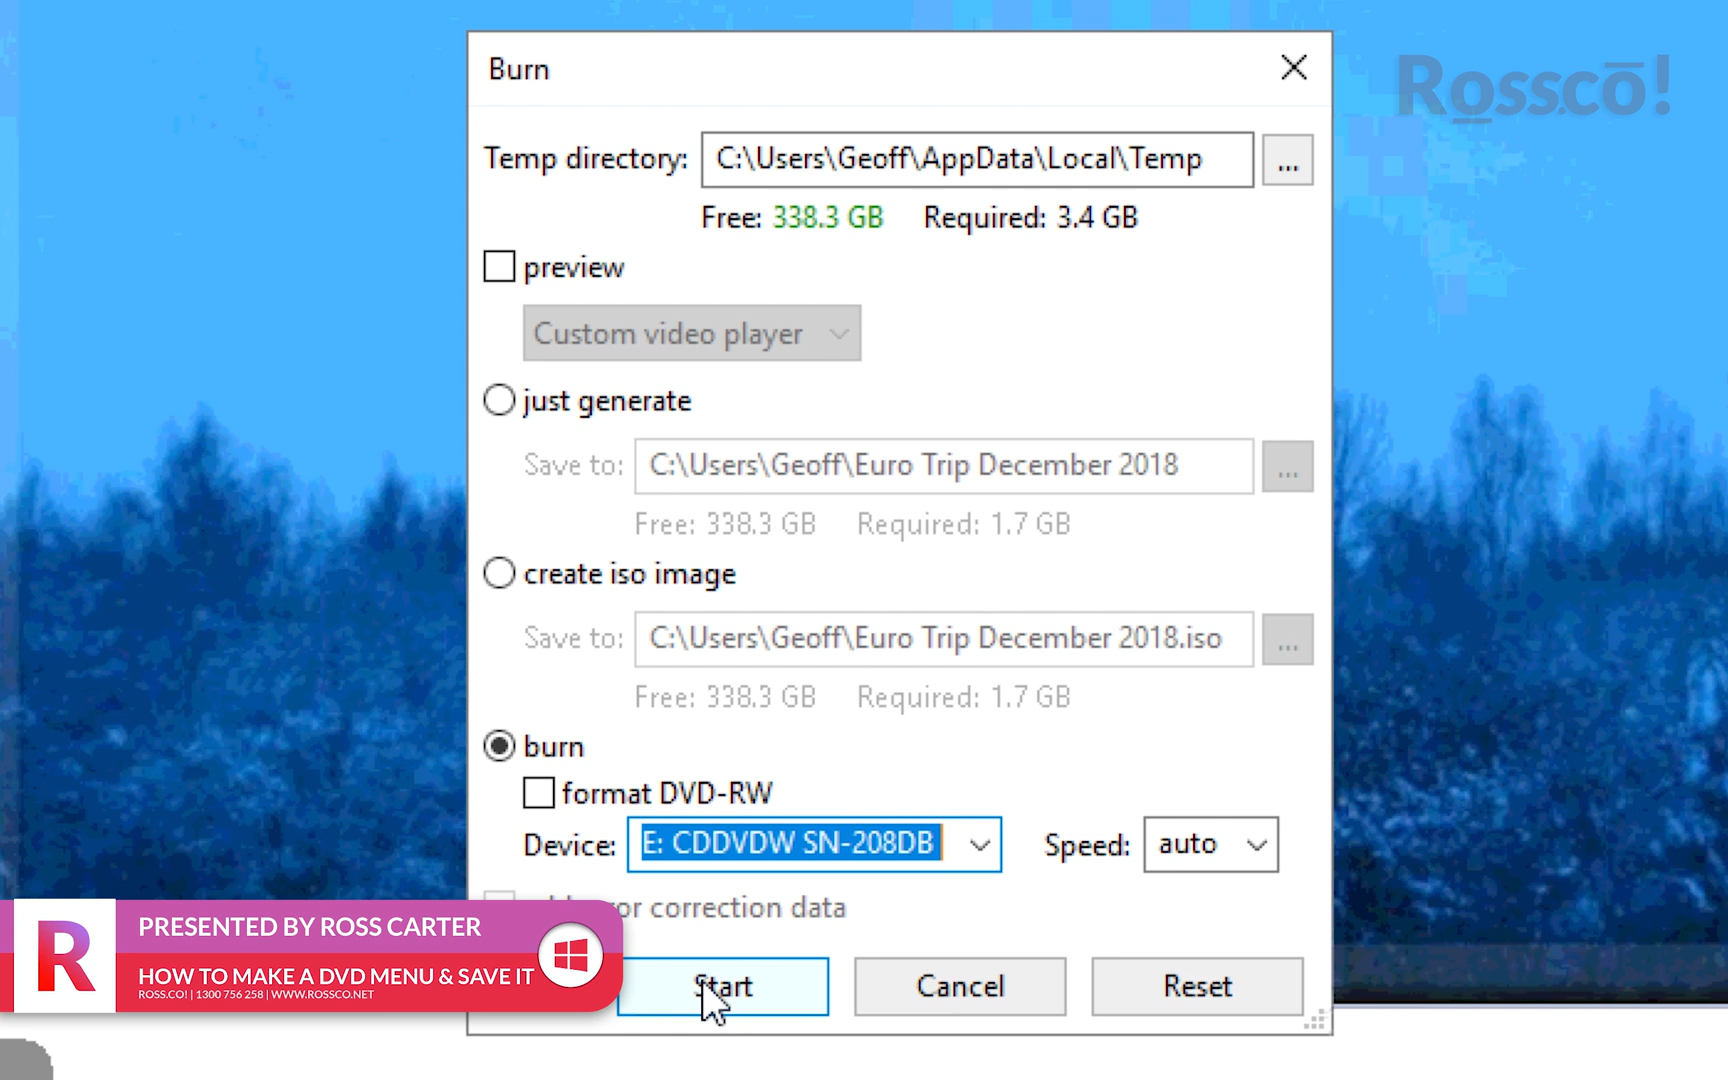 Burn
Ross.co!
Temp directory: C:\Users\Geoff\AppData\Local\Temp ...
Free: 338.3 GB Required: 3.4 GB
preview
Custom video player
just generate
Save to: C:\Users\Geoff\Euro Trip December 2018 ...
Free: 338.3 GB Required: 1.7 GB
create iso image
Save to: C:\Users\Geoff\Euro Trip December 2018.iso ...
Free: 338.3 GB Required: 1.7 GB
burn
format DVD-RW
Device: E: CDDVDW SN-208DB Speed: auto
correction data
Start Cancel Reset
R
PRESENTED BY ROSS CARTER
HOW TO MAKE A DVD MENU & SAVE IT
ROSS.CO! | 1300 756 258 | WWW.ROSSCO.NET